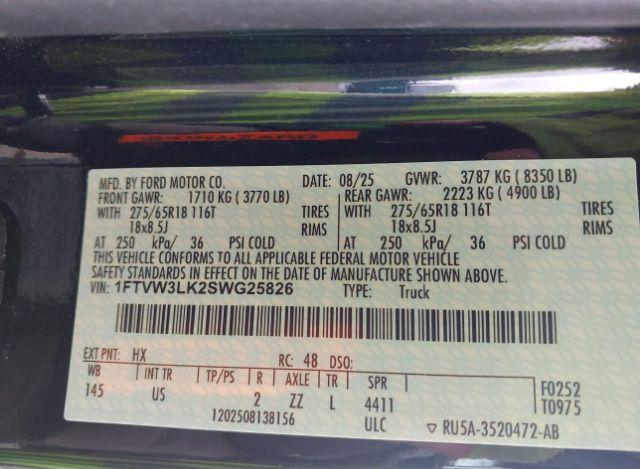 MFD. BY FORD MOTOR CO. DATE: 08/25 GVWR: 3787 KG ( 8350 LB)
FRONT GAWR: 1710 KG ( 3770 LB) REAR GAWR: 2223 KG ( 4900 LB)
WITH 275/65R18 116T TIRES WITH 275/65R18 116T TIRES
18x8.5J RIMS 18x8.5J RIMS
AT 250 kPa/ 36 PSI COLD AT 250 kPa/ 36 PSI COLD
THIS VEHICLE CONFORMS TO ALL APPLICABLE FEDERAL MOTOR VEHICLE
SAFETY STANDARDS IN EFFECT ON THE DATE OF MANUFACTURE SHOWN ABOVE.
VIN: 1FTVW3LK2SWG25826 TYPE: Truck
EXT PNT: HX RC: 48 DSO:
WB INT TR TP/PS R AXLE TR SPR F0252
145 US 2 ZZ L 4411 T0975
1202508138156 ULC RU5A-3520472-AB